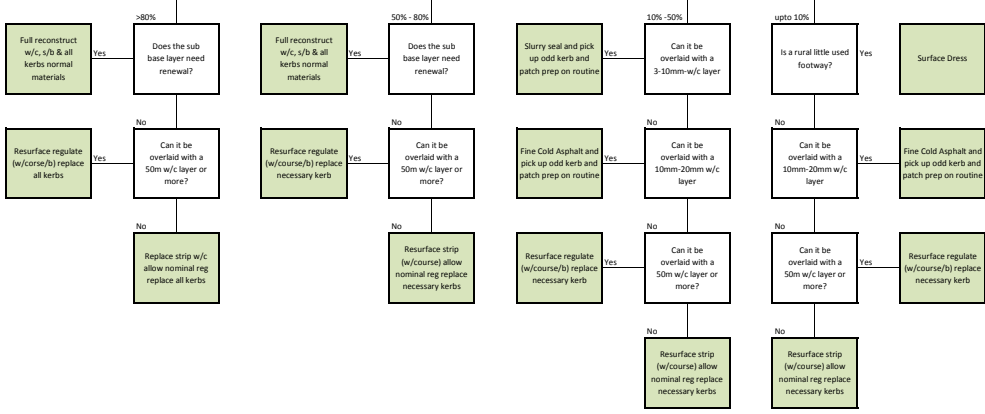 >80%
50% - 80%
10% -50%
upto 10%
Full reconstruct
w/c, s/b & all
kerbs normal
materials
Yes
Does the sub
base layer need
renewal?
Full reconstruct
w/c, s/b & all
kerbs normal
materials
Yes
Does the sub
base layer need
renewal?
Slurry seal and pick
up odd kerb and
patch prep on routine
Yes
Can it be
overlaid with a
3-10mm-w/c layer
Is a rural little used
footway?
Yes
Surface Dress
No
No
No
No
Resurface regulate
(w/corse/b) replace
all kerbs
Yes
Can it be
overlaid with a
50m w/c layer or
more?
Resurface regulate
(w/course/b) replace
necessary kerb
Yes
Can it be
overlaid with a
50m w/c layer or
more?
Fine Cold Asphalt and
pick up odd kerb and
patch prep on routine
Yes
Can it be
overlaid with a
10mm-20mm w/c
layer
Can it be
overlaid with a
10mm-20mm w/c
layer
Yes
Fine Cold Asphalt and
pick up odd kerb and
patch prep on routine
No
No
No
No
Replace strip w/c
allow nominal reg
replace all kerbs
Resurface strip
(w/course) allow
nominal reg replace
necessary kerbs
Resurface regulate
(w/course/b) replace
necessary kerb
Yes
Can it be
overlaid with a
50m w/c layer or
more?
Can it be
overlaid with a
50m w/c layer or
more?
Yes
Resurface regulate
(w/course/b) replace
necessary kerb
No
No
Resurface strip
(w/course) allow
nominal reg replace
necessary kerbs
Resurface strip
(w/course) allow
nominal reg replace
necessary kerbs